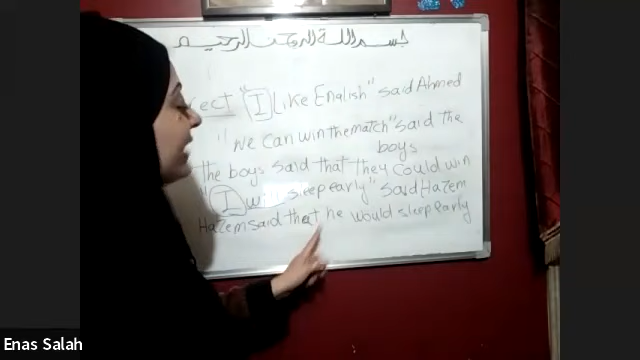 بسم الله الرحمن الرحيم
rect "I Like English" said Ahmed
" We can win the match" said the
boys
the boys said that they could win
"I will sleep early" said Hazem
Hazem said that he would sleep early
Enas Salah